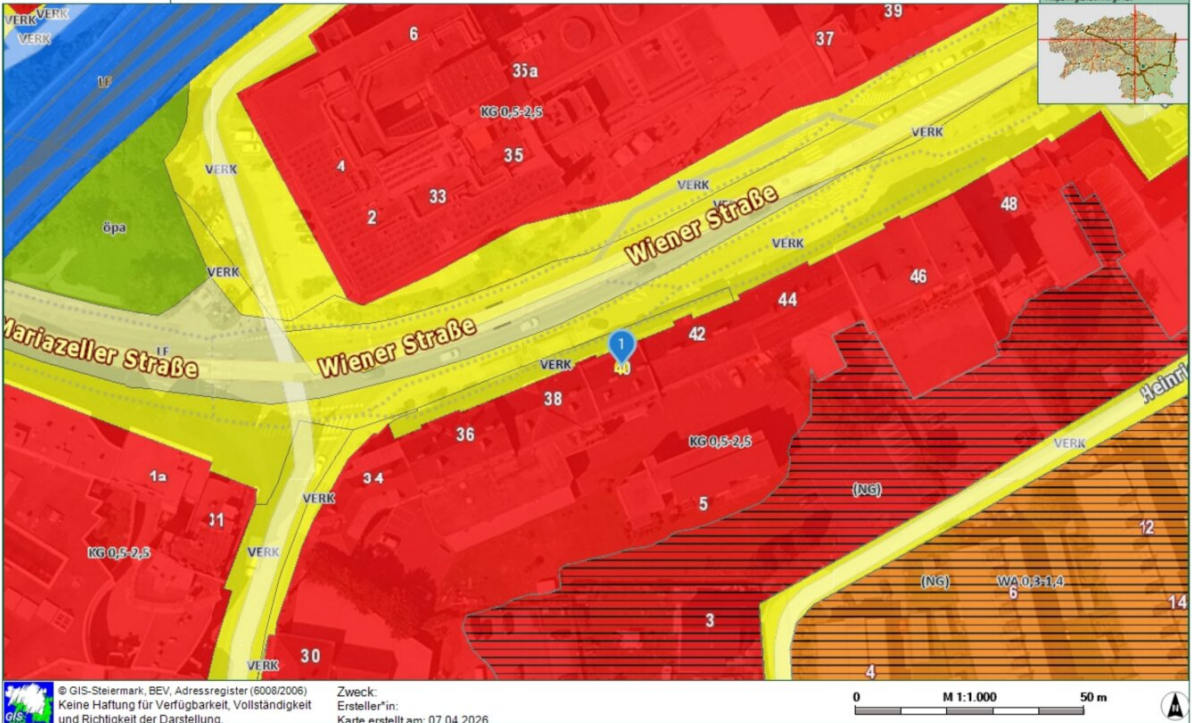 VERK
VERK
VERK
LF
6
35a
37
39
KG 0,5-2,5
VERK
4
35
33
2
VERK
VERK
48
öpa
VERK
Wiener Straße
VERK
46
44
Mariazeller Straße
LF
Wiener Straße
VERK
1
40
42
38
36
KG 0,5-2,5
Heinri
VERK
1a
34
5
(NG)
VERK
31
12
KG 0,5-2,5
VERK
(NG)
WA 0,3-1,4
6
14
3
30
VERK
4
GIS
© GIS-Steiermark, BEV, Adressregister (6008/2006)
Keine Haftung für Verfügbarkeit, Vollständigkeit
und Richtigkeit der Darstellung.
Zweck:
Ersteller*in:
Karte erstellt am: 07.04.2026
0
M 1:1.000
50 m